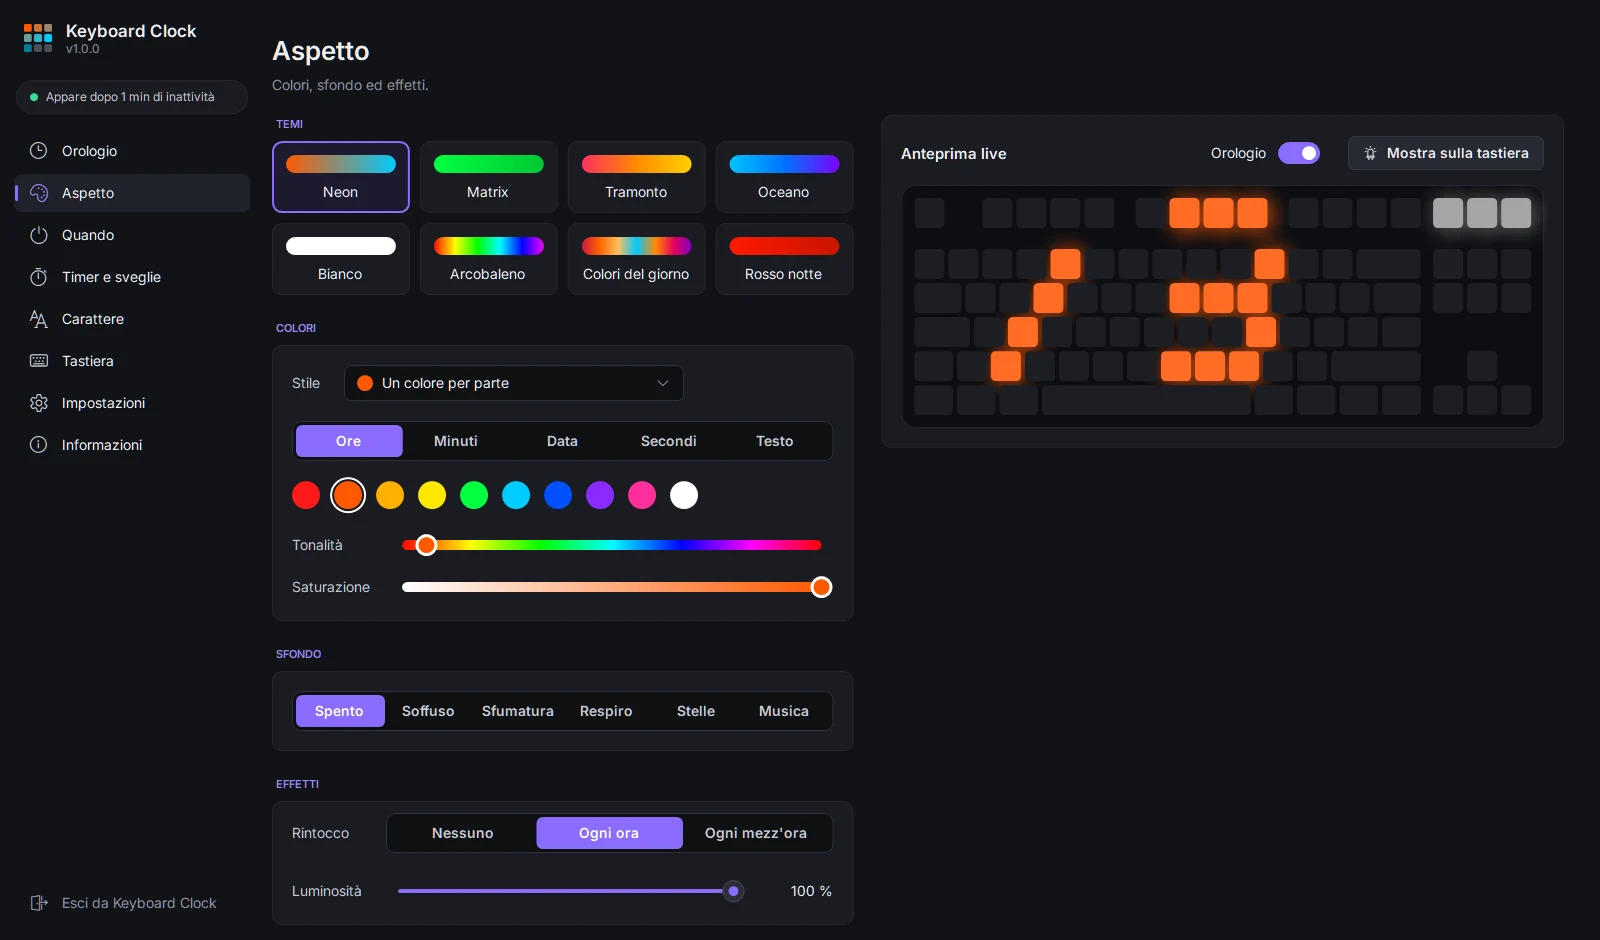 Keyboard Clock
v1.0.0
Appare dopo 1 min di inattività
Orologio
Aspetto
Quando
Timer e sveglie
Carattere
Tastiera
Impostazioni
Informazioni
Esci da Keyboard Clock
Aspetto
Colori, sfondo ed effetti.
TEMI
Neon
Matrix
Tramonto
Oceano
Bianco
Arcobaleno
Colori del giorno
Rosso notte
COLORI
Stile
Un colore per parte
Ore
Minuti
Data
Secondi
Testo
Tonalità
Saturazione
SFONDO
Spento
Soffuso
Sfumatura
Respiro
Stelle
Musica
EFFETTI
Rintocco
Nessuno
Ogni ora
Ogni mezz'ora
Luminosità
100 %
Anteprima live
Orologio
Mostra sulla tastiera